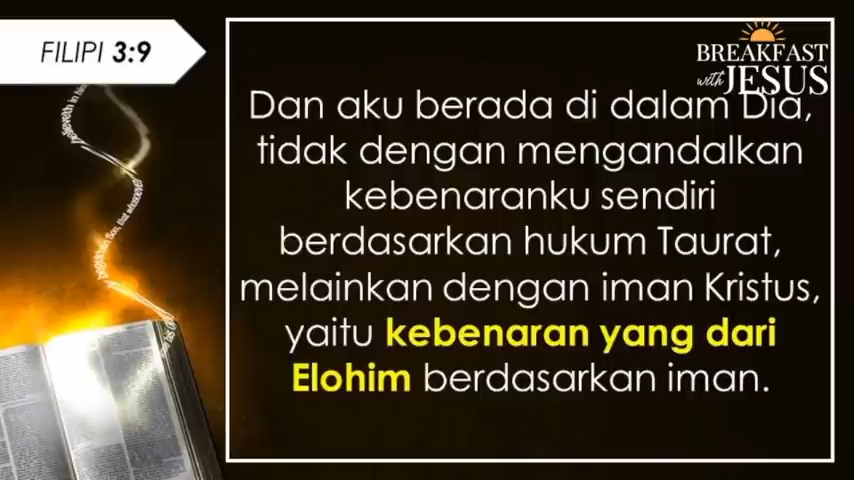 FILIPI 3:9
BREAKFAST
with JESUS
Dan aku berada di dalam Dia,
tidak dengan mengandalkan
kebenaranku sendiri
berdasarkan hukum Taurat,
melainkan dengan iman Kristus,
yaitu kebenaran yang dari
Elohim berdasarkan iman.